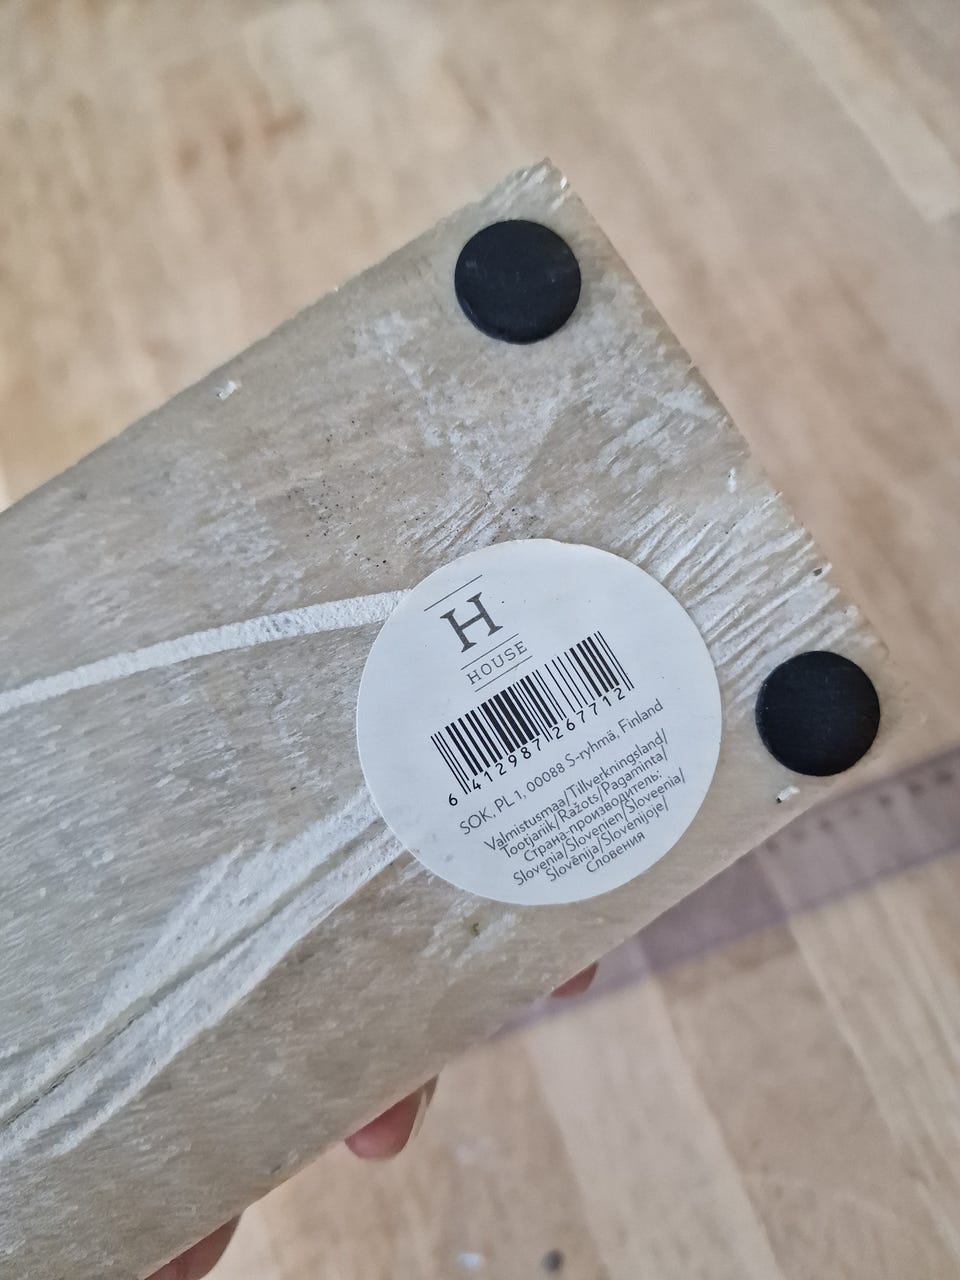 H
HOUSE
6 412987 267712
SOK, PL 1, 00088 S-ryhmä, Finland
Valmistusmaa/Tillverkningsland/
Tootjariik/Ražots/Pagaminta/
Страна-производитель:
Slovenia/Slovenien/Sloveenia/
Slovēnija/Slovėnijoje/
Словения